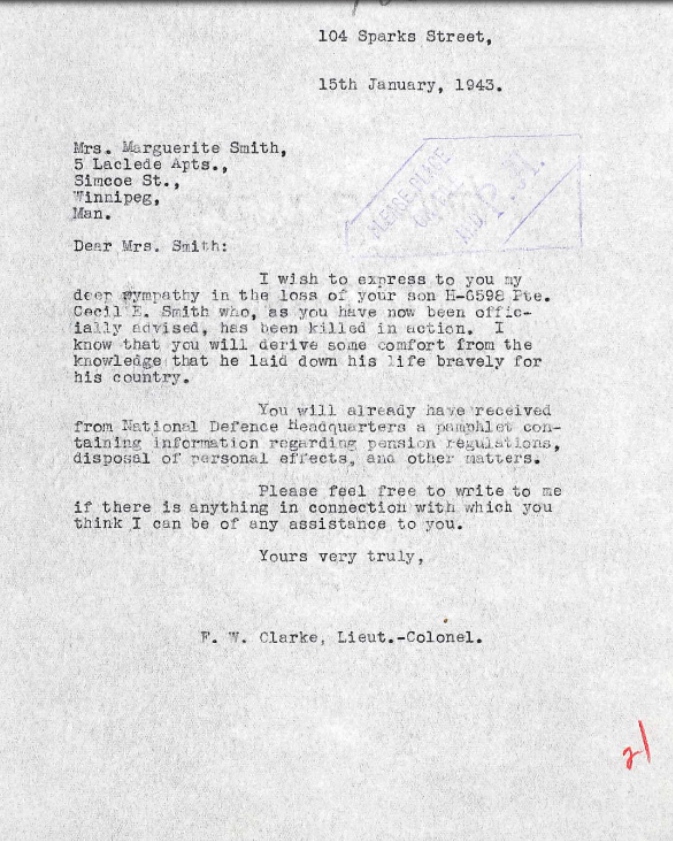 104 Sparks Street,
15th January, 1943.
Mrs. Marguerite Smith,
5 Laclede Apts.,
Simcoe St.,
Winnipeg,
Man.
PLEASE PLACE
ON
AND P.A.
Dear Mrs. Smith:
I wish to express to you my
deep sympathy in the loss of your son H-6598 Pte.
Cecil E. Smith who, as you have now been offic-
ially advised, has been killed in action. I
know that you will derive some comfort from the
knowledge that he laid down his life bravely for
his country.
You will already have received
from National Defence Headquarters a pamphlet con-
taining information regarding pension regulations,
disposal of personal effects, and other matters.
Please feel free to write to me
if there is anything in connection with which you
think I can be of any assistance to you.
Yours very truly,
F. W. Clarke, Lieut.-Colonel.
21